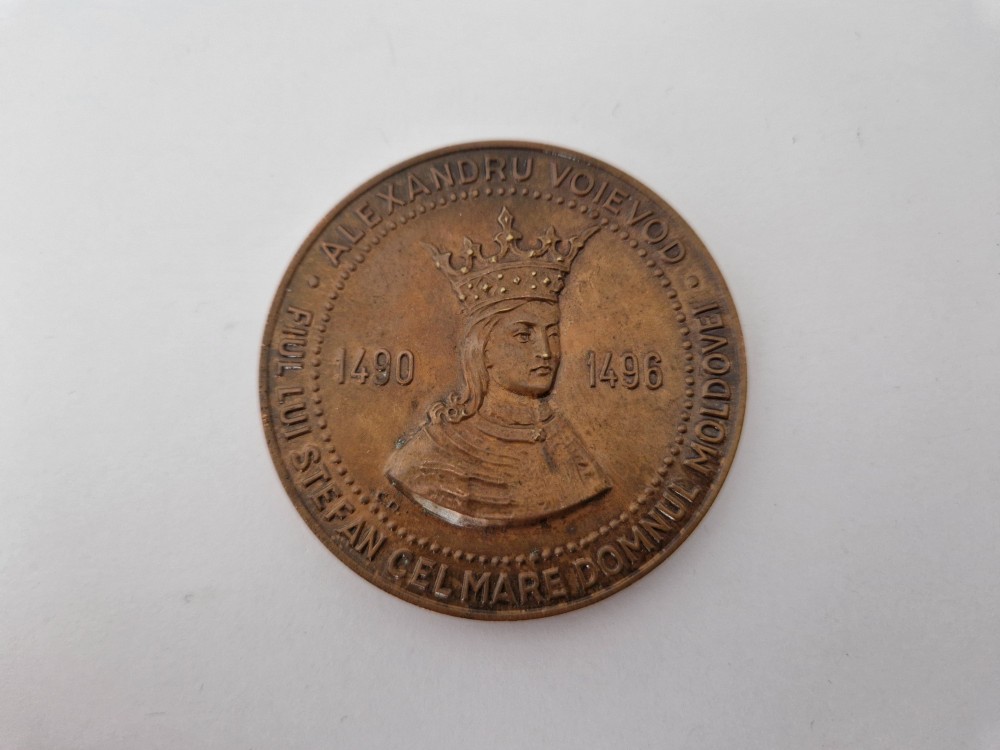 ALEXANDRU VOIEVOD
1490 1496
FIUL LUI STEFAN CEL MARE DOMNUL MOLDOVEI